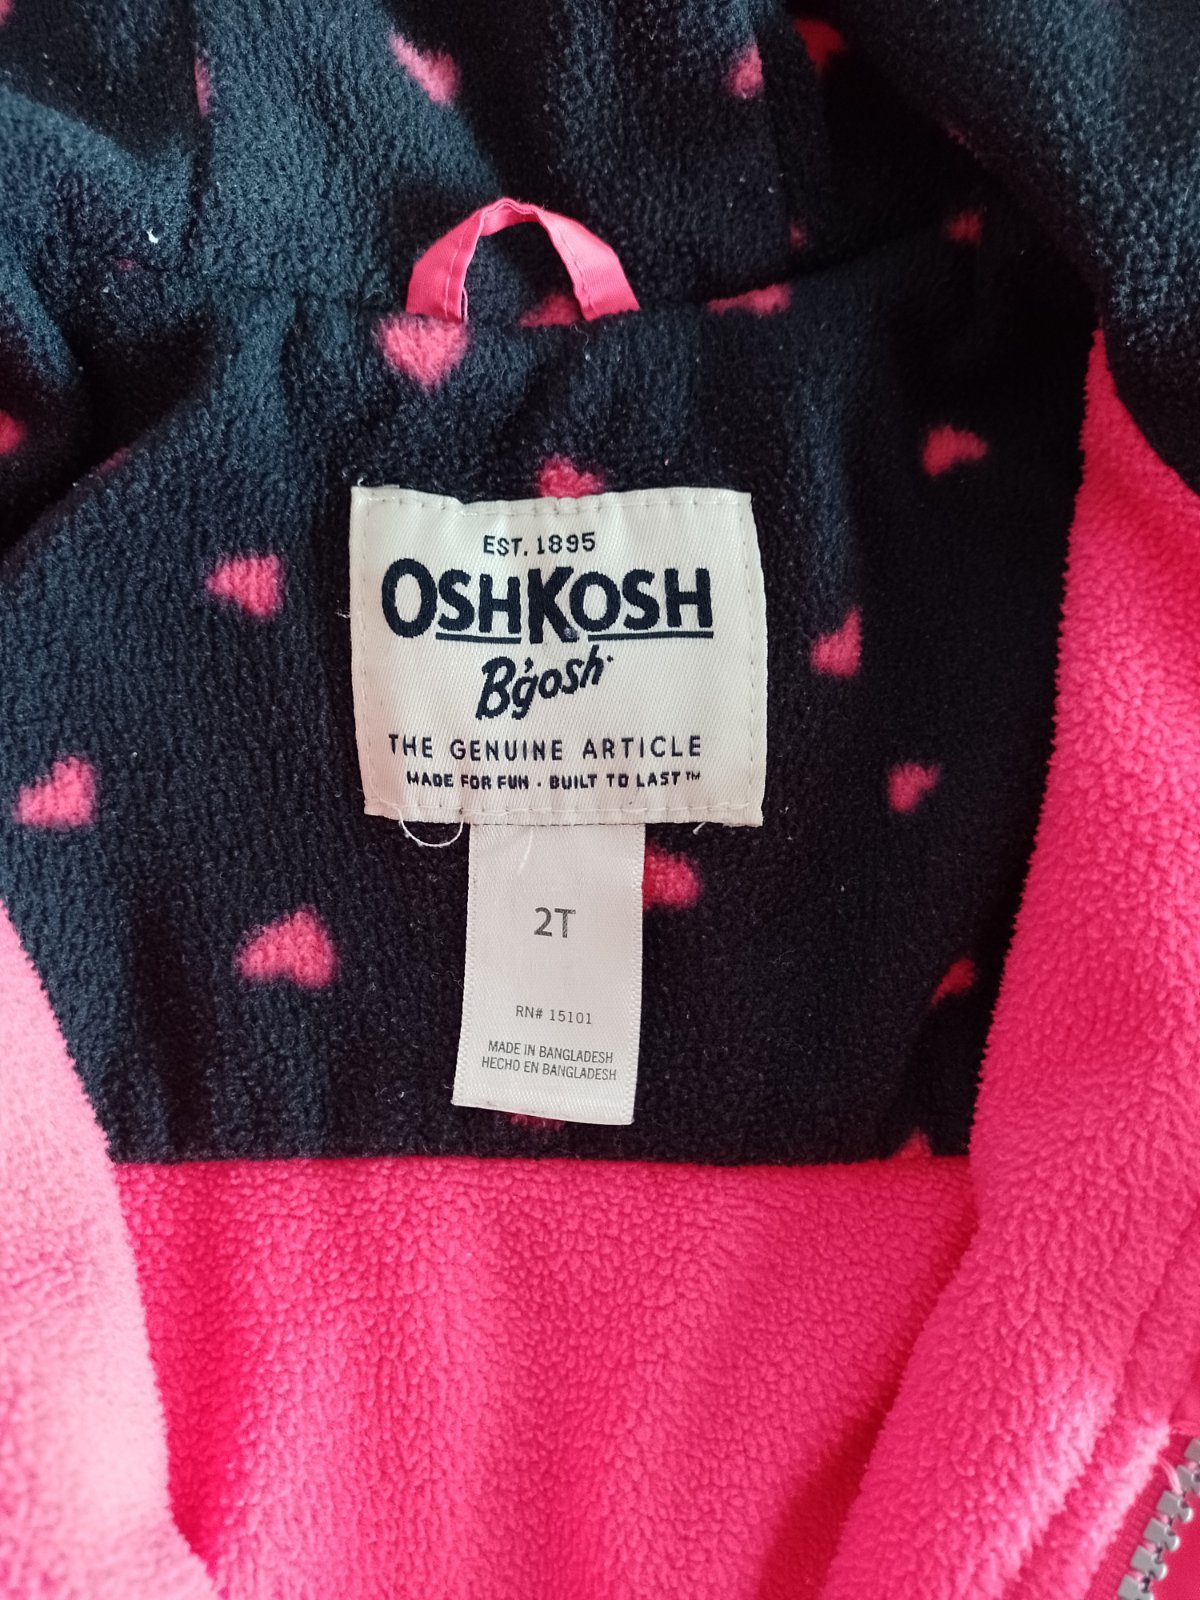 EST. 1895
OSHKOSH
B'gosh
THE GENUINE ARTICLE
MADE FOR FUN · BUILT TO LAST™
2T
RN# 15101
MADE IN BANGLADESH
HECHO EN BANGLADESH